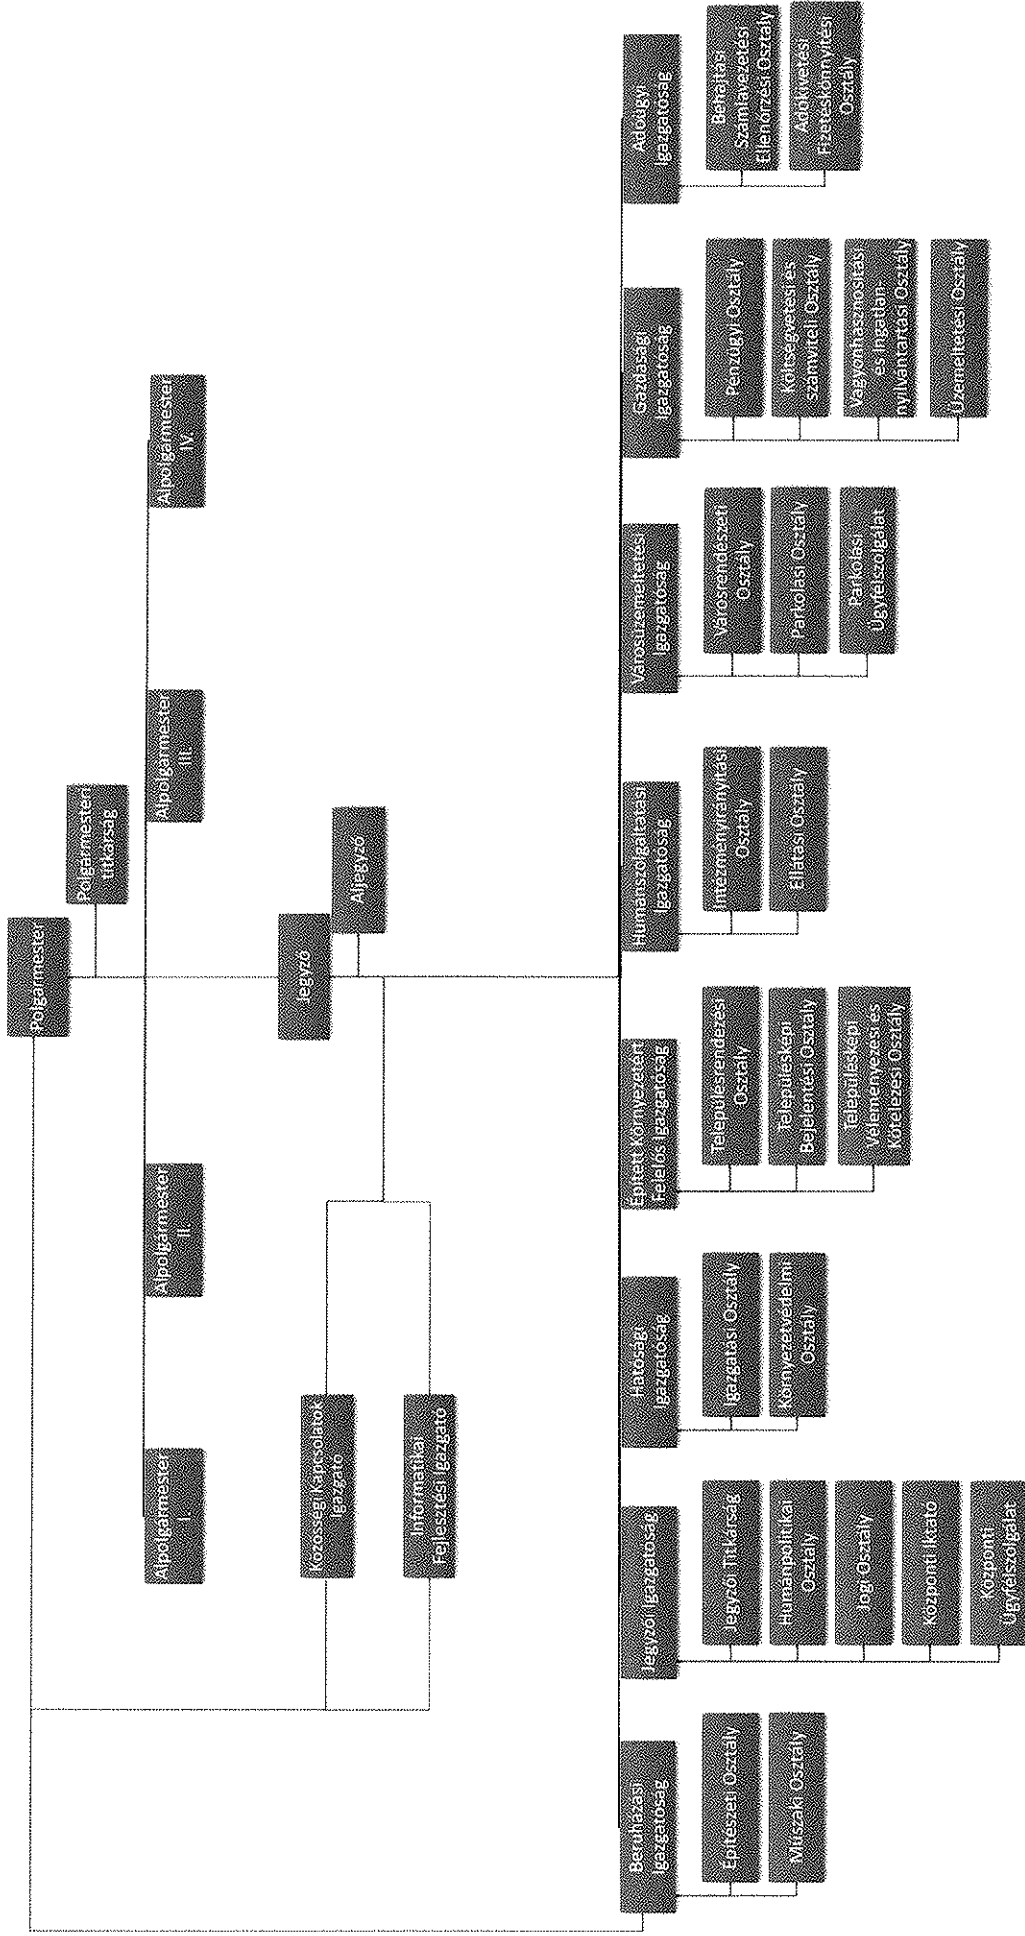 Polgármester
Polgármesteri
titkárság
Alpolgármester
I.
Alpolgármester
II.
Alpolgármester
III.
Alpolgármester
IV.
Jegyző
Aljegyző
Közösségi Kapcsolatok
Igazgató
Informatikai
Fejlesztési Igazgató
Beruházási
Igazgatóság
Építészeti Osztály
Műszaki Osztály
Jegyzői Igazgatóság
Jegyzői Titkárság
Humánpolitikai
Osztály
Jogi Osztály
Központi Iktató
Központi
Ügyfélszolgálat
Hatósági
Igazgatóság
Igazgatási Osztály
Környezetvédelmi
Osztály
Épített Környezetért
Felelős Igazgatóság
Településrendezési
Osztály
Településképi
Bejelentési Osztály
Településképi
Véleményezési és
Kötelezési Osztály
Humánszolgáltatási
Igazgatóság
Intézményirányítási
Osztály
Ellátási Osztály
Városüzemeltetési
Igazgatóság
Városrendészeti
Osztály
Parkolási Osztály
Parkolási
Ügyfélszolgálat
Gazdasági
Igazgatóság
Pénzügyi Osztály
Költségvetési és
számviteli Osztály
Vagyonhasznosítási
és Ingatlan-
nyilvántartási Osztály
Üzemeltetési Osztály
Adóügyi
Igazgatóság
Behajtási
Számlavezetési
Ellenőrzési Osztály
Adókivetési
Fizetéskönnyítési
Osztály